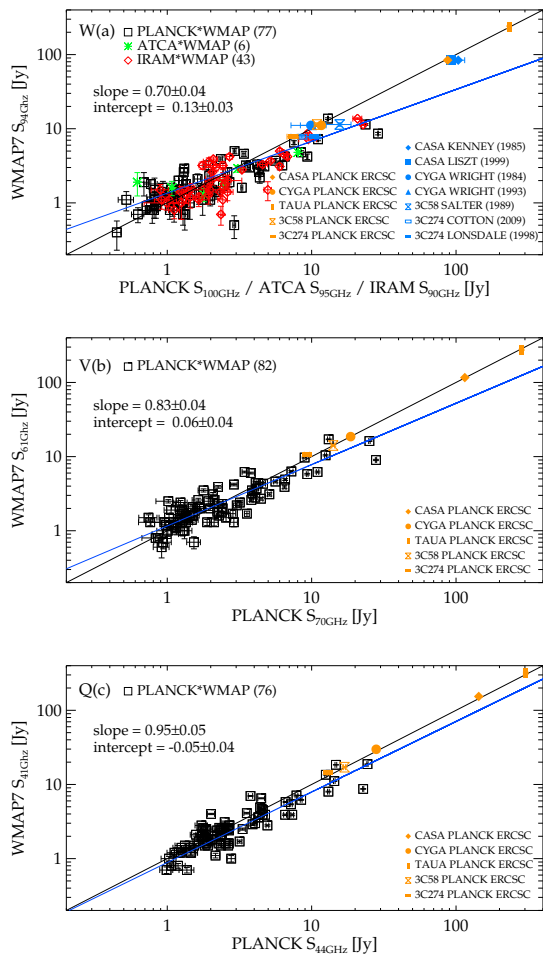 W(a) PLANCK*WMAP (77)
ATCA*WMAP (6)
IRAM*WMAP (43)
slope = 0.70±0.04
intercept = 0.13±0.03
CASA PLANCK ERCSC
CYGA PLANCK ERCSC
TAUA PLANCK ERCSC
3C58 PLANCK ERCSC
3C274 PLANCK ERCSC
CASA KENNEY (1985)
CASA LISZT (1999)
CYGA WRIGHT (1984)
CYGA WRIGHT (1993)
3C58 SALTER (1989)
3C274 COTTON (2009)
3C274 LONSDALE (1998)
WMAP7 S94Ghz [Jy]
100
10
1
1 10 100
PLANCK S100GHz / ATCA S95GHz / IRAM S90GHz [Jy]
V(b) PLANCK*WMAP (82)
slope = 0.83±0.04
intercept = 0.06±0.04
CASA PLANCK ERCSC
CYGA PLANCK ERCSC
TAUA PLANCK ERCSC
3C58 PLANCK ERCSC
3C274 PLANCK ERCSC
WMAP7 S61Ghz [Jy]
100
10
1
1 10 100
PLANCK S70GHz [Jy]
Q(c) PLANCK*WMAP (76)
slope = 0.95±0.05
intercept = -0.05±0.04
CASA PLANCK ERCSC
CYGA PLANCK ERCSC
TAUA PLANCK ERCSC
3C58 PLANCK ERCSC
3C274 PLANCK ERCSC
WMAP7 S41Ghz [Jy]
100
10
1
1 10 100
PLANCK S44GHz [Jy]